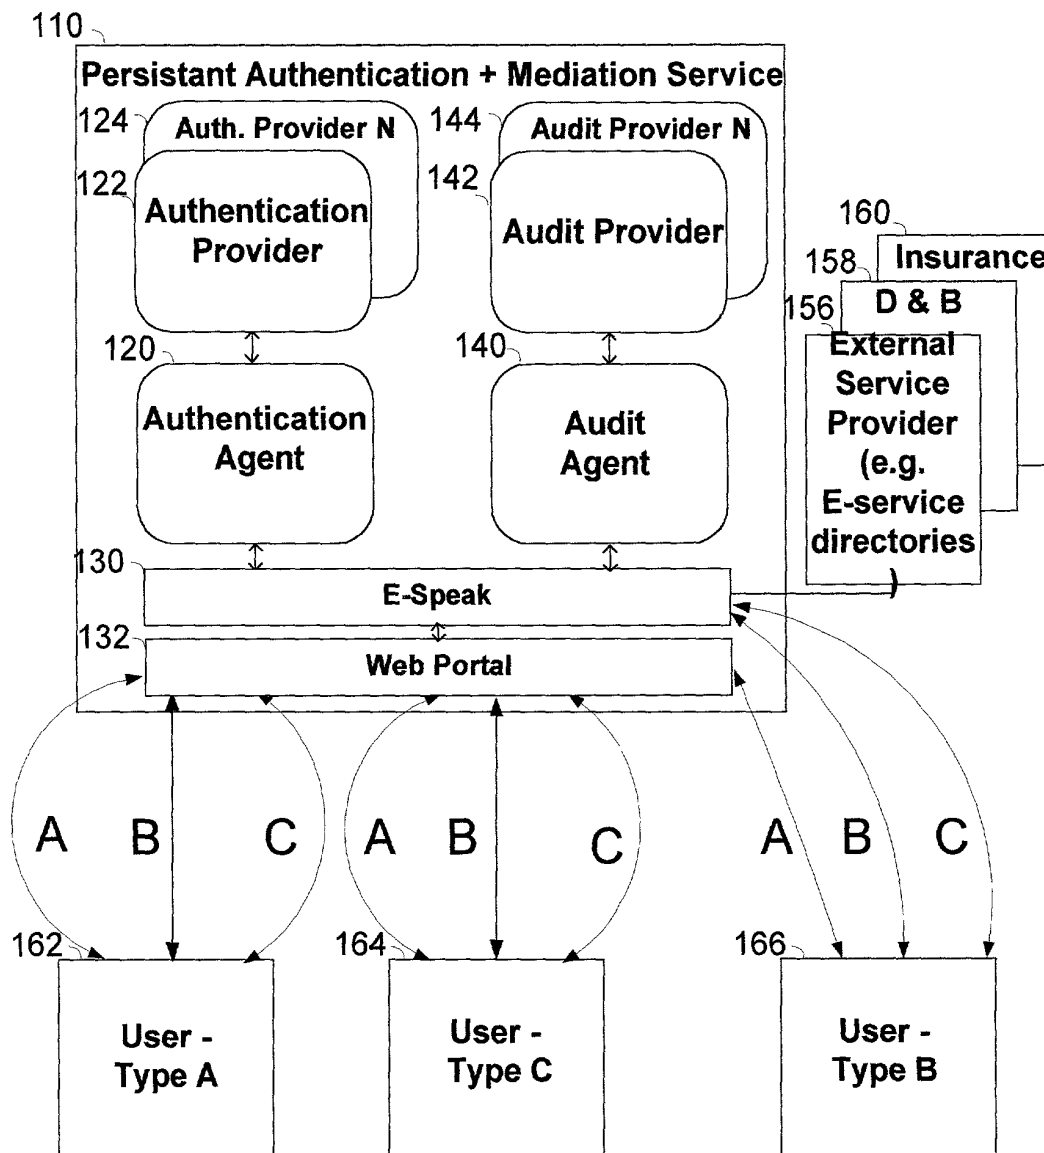 110
Persistant Authentication + Mediation Service
124
Auth. Provider N
144
Audit Provider N
122
Authentication
Provider
142
Audit Provider
160
Insurance
158
D & B
156
External
Service
Provider
(e.g.
E-service
directories
)
120
Authentication
Agent
140
Audit
Agent
130
E-Speak
132
Web Portal
A
B
C
A
B
C
A
B
C
162
User -
Type A
164
User -
Type C
166
User -
Type B